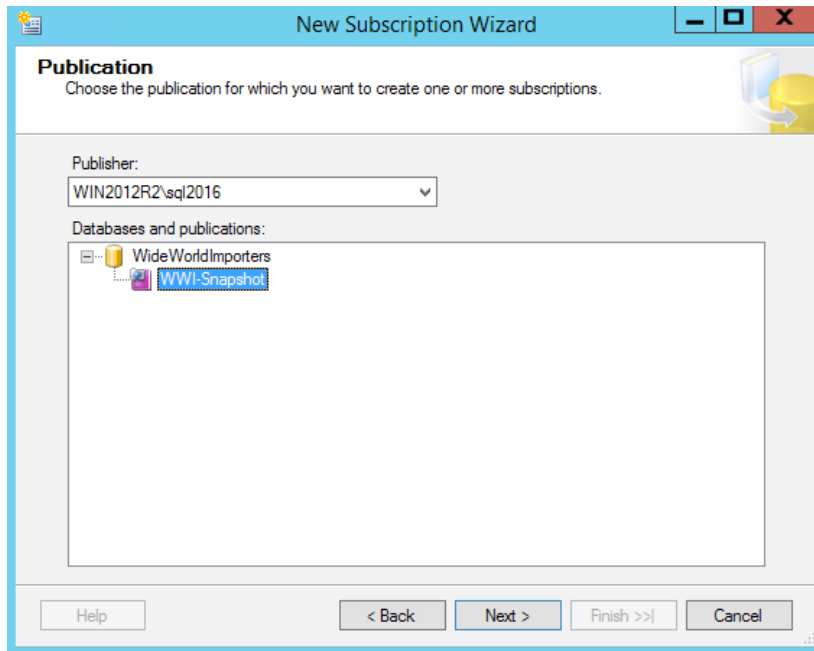 New Subscription Wizard
Publication
Choose the publication for which you want to create one or more subscriptions.
Publisher:
WIN2012R2\sql2016
Databases and publications:
WideWorldImporters
WWI-Snapshot
Help
< Back
Next >
Finish >>|
Cancel